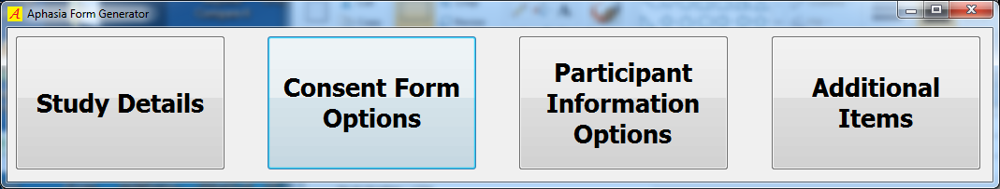 A Aphasia Form Generator
Study Details
Consent Form
Options
Participant
Information
Options
Additional
Items